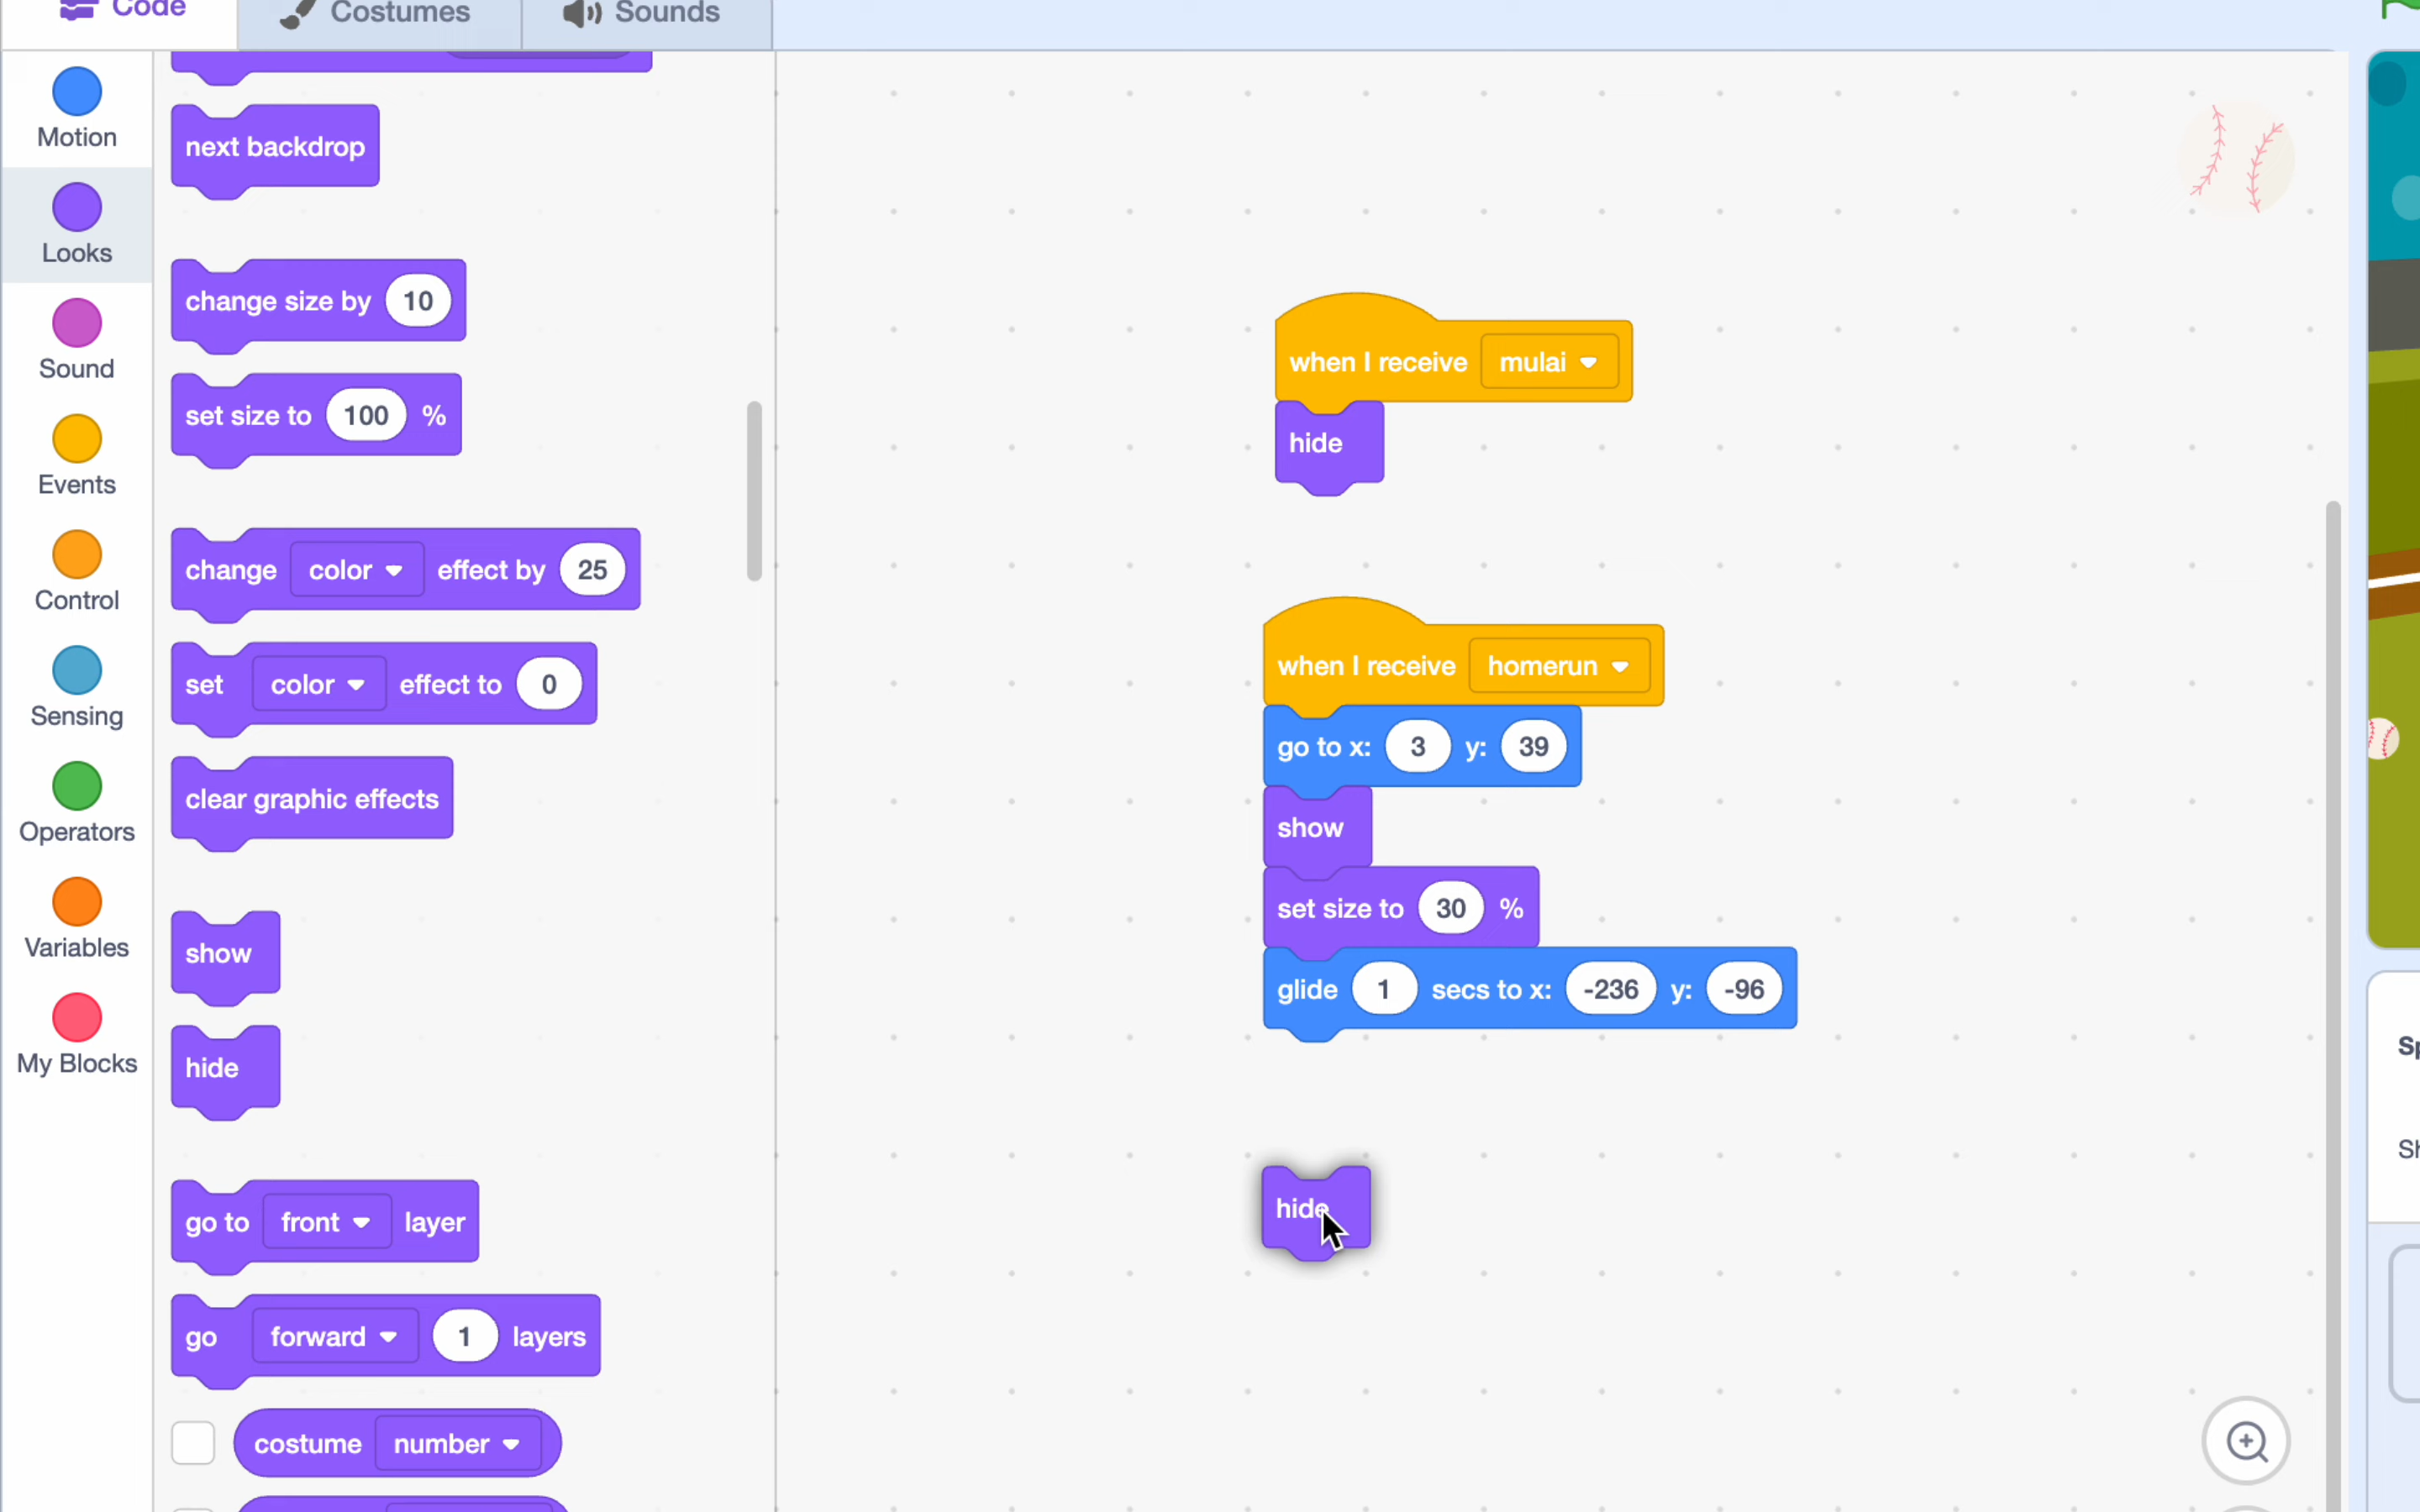 Code
Costumes
Sounds
Motion
Looks
Sound
Events
Control
Sensing
Operators
Variables
My Blocks
next backdrop
change size by 10
set size to 100 %
change color effect by 25
set color effect to 0
clear graphic effects
show
hide
go to front layer
go forward 1 layers
costume number
when I receive mulai
hide
when I receive homerun
go to x: 3 y: 39
show
set size to 30 %
glide 1 secs to x: -236 y: -96
hide